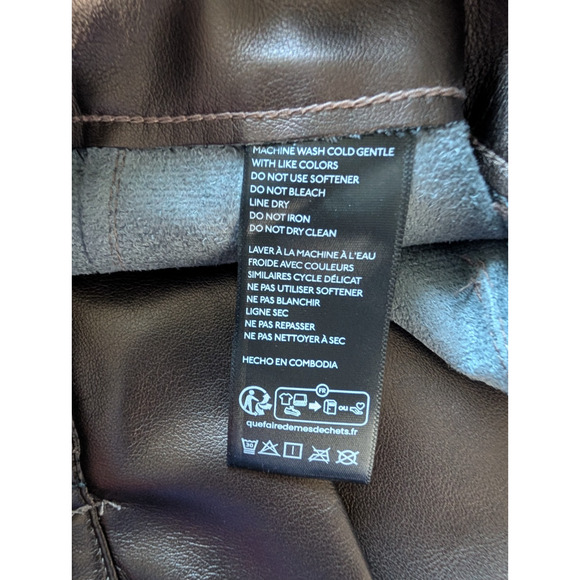 MACHINE WASH COLD GENTLE
WITH LIKE COLORS
DO NOT USE SOFTENER
DO NOT BLEACH
LINE DRY
DO NOT IRON
DO NOT DRY CLEAN
LAVER À LA MACHINE À L'EAU
FROIDE AVEC COULEURS
SIMILAIRES CYCLE DÉLICAT
NE PAS UTILISER SOFTENER
NE PAS BLANCHIR
LIGNE SEC
NE PAS REPASSER
NE PAS NETTOYER À SEC
HECHO EN COMBODIA
FR
OU
quefairedemesdechets.fr
30